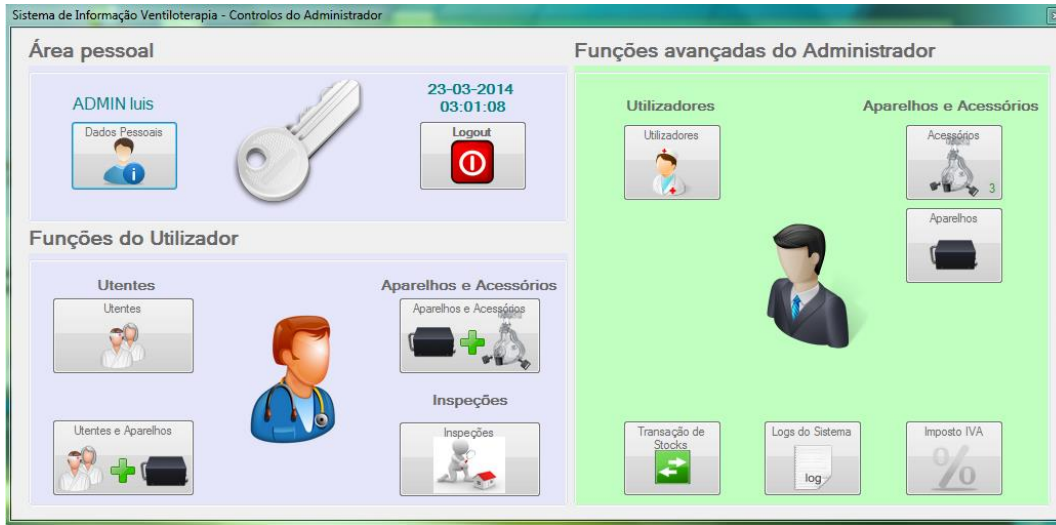 Sistema de Informação Ventiloterapia - Controlos do Administrador
Área pessoal
ADMIN luis
Dados Pessoais
23-03-2014
03:01:08
Logout
Funções do Utilizador
Utentes
Utentes
Utentes e Aparelhos
Aparelhos e Acessórios
Aparelhos e Acessórios
Inspeções
Inspeções
Funções avançadas do Administrador
Utilizadores
Utilizadores
Aparelhos e Acessórios
Acessórios
3
Aparelhos
Transação de
Stocks
Logs do Sistema
log
Imposto IVA
%